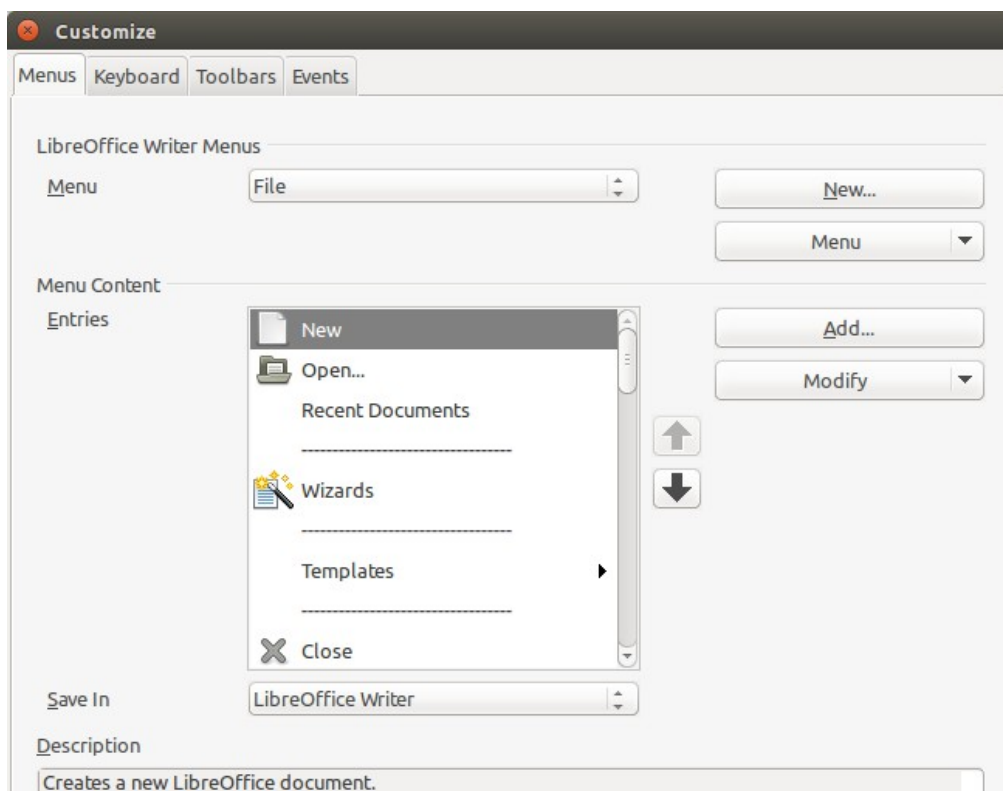 Customize
Menus Keyboard Toolbars Events
LibreOffice Writer Menus
Menu File New...
Menu
Menu Content
Entries New Add...
Open... Modify
Recent Documents
--------------------------------
Wizards
--------------------------------
Templates
--------------------------------
Close
Save In LibreOffice Writer
Description
Creates a new LibreOffice document.